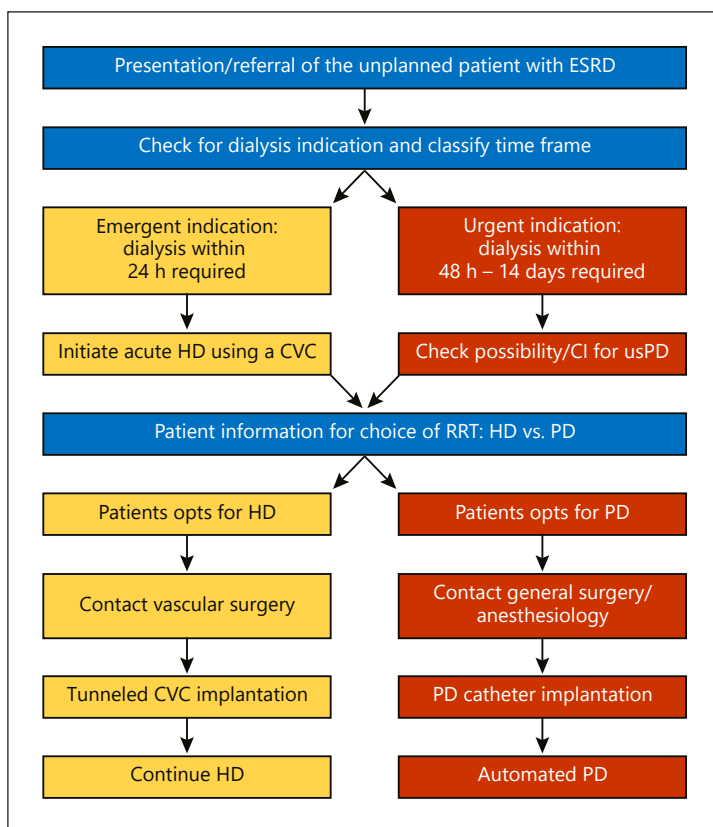 Presentation/referral of the unplanned patient with ESRD
Check for dialysis indication and classify time frame
Emergent indication:
dialysis within
24 h required
Urgent indication:
dialysis within
48 h – 14 days required
Initiate acute HD using a CVC
Check possibility/CI for usPD
Patient information for choice of RRT: HD vs. PD
Patients opts for HD
Patients opts for PD
Contact vascular surgery
Contact general surgery/
anesthesiology
Tunneled CVC implantation
PD catheter implantation
Continue HD
Automated PD